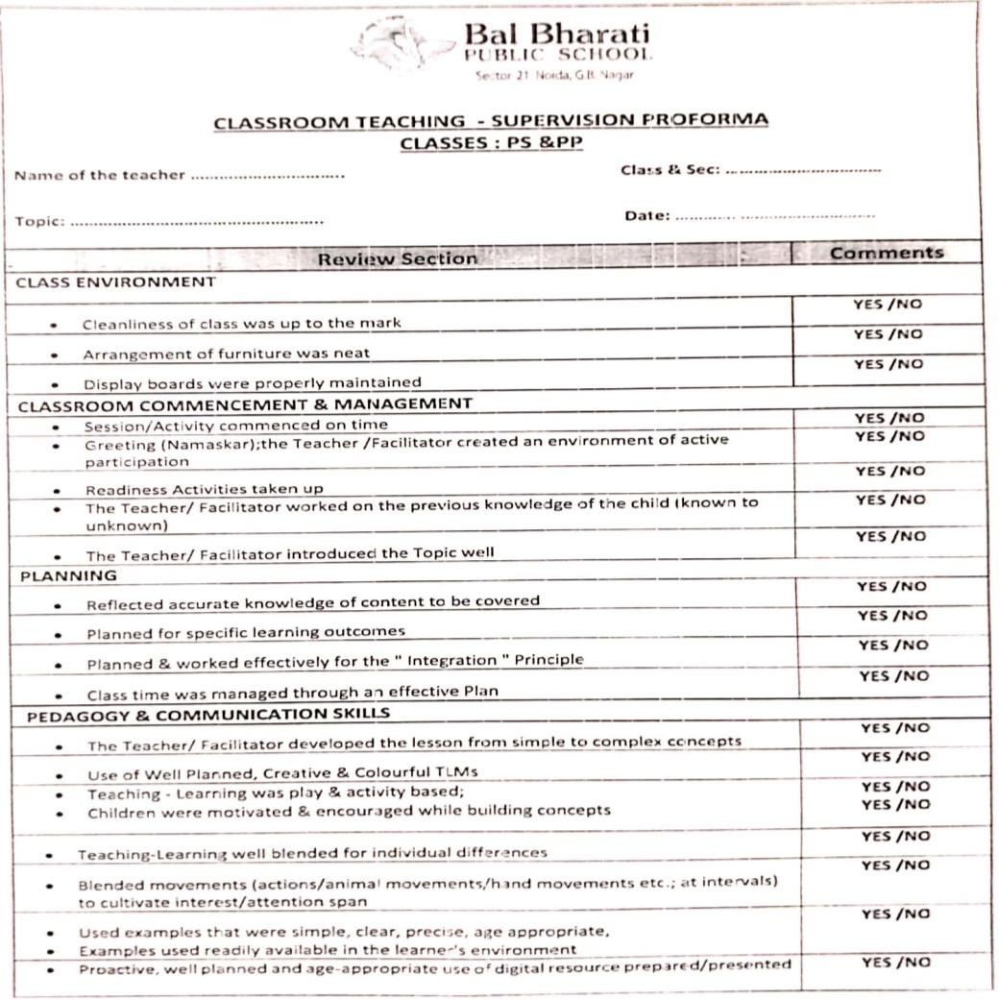 Bal Bharati
PUBLIC SCHOOL
Sector 21 Noida, G.B. Nagar
CLASSROOM TEACHING - SUPERVISION PROFORMA
CLASSES : PS &PP
Name of the teacher ................................. Class & Sec: .................................
Topic: ..................................................... Date: ............. .............................
Review Section Comments
CLASS ENVIRONMENT
• Cleanliness of class was up to the mark YES /NO
• Arrangement of furniture was neat YES /NO
• Display boards were properly maintained YES /NO
CLASSROOM COMMENCEMENT & MANAGEMENT
• Session/Activity commenced on time YES /NO
• Greeting (Namaskar);the Teacher /Facilitator created an environment of active YES /NO
participation
• Readiness Activities taken up YES /NO
• The Teacher/ Facilitator worked on the previous knowledge of the child (known to YES /NO
unknown)
• The Teacher/ Facilitator introduced the Topic well YES /NO
PLANNING
• Reflected accurate knowledge of content to be covered YES /NO
• Planned for specific learning outcomes YES /NO
• Planned & worked effectively for the " Integration " Principle YES /NO
• Class time was managed through an effective Plan YES /NO
PEDAGOGY & COMMUNICATION SKILLS
• The Teacher/ Facilitator developed the lesson from simple to complex concepts YES /NO
• Use of Well Planned, Creative & Colourful TLMs YES /NO
• Teaching - Learning was play & activity based; YES /NO
• Children were motivated & encouraged while building concepts YES /NO
• Teaching-Learning well blended for individual differences YES /NO
• Blended movements (actions/animal movements/hand movements etc.; at intervals) YES /NO
to cultivate interest/attention span
• Used examples that were simple, clear, precise, age appropriate, YES /NO
• Examples used readily available in the learner's environment
• Proactive, well planned and age-appropriate use of digital resource prepared/presented YES /NO